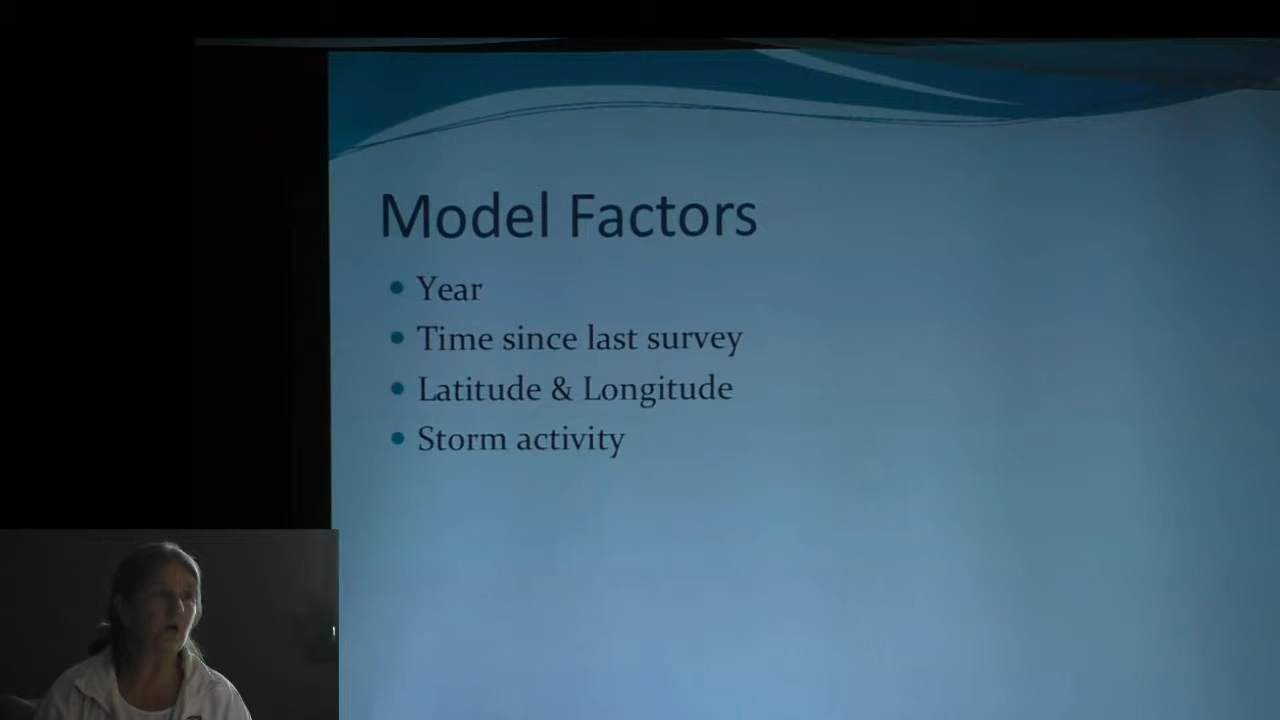 Model Factors
• Year
• Time since last survey
• Latitude & Longitude
• Storm activity